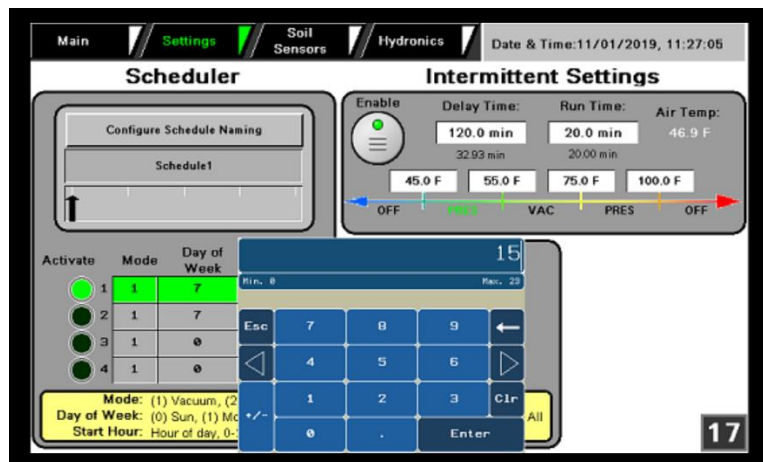 Main
Settings
Soil
Sensors
Hydronics
Date & Time:11/01/2019, 11:27:05
Scheduler
Intermittent Settings
Configure Schedule Naming
Schedule1
Enable
Delay Time:
Run Time:
Air Temp:
120.0 min
20.0 min
46.9 F
32.93 min
20.00 min
45.0 F
55.0 F
75.0 F
100.0 F
OFF
PRES
VAC
PRES
OFF
Activate
Mode
Day of
Week
1 1 7
2 1 7
3 1 0
4 1 0
15
Min. 0
Max. 23
Esc 7 8 9
4 5 6
+/- 1 2 3 Clr
0 . Enter
Mode: (1) Vacuum, (2
Day of Week: (0) Sun, (1) Mo
All
Start Hour: Hour of day, 0-
17